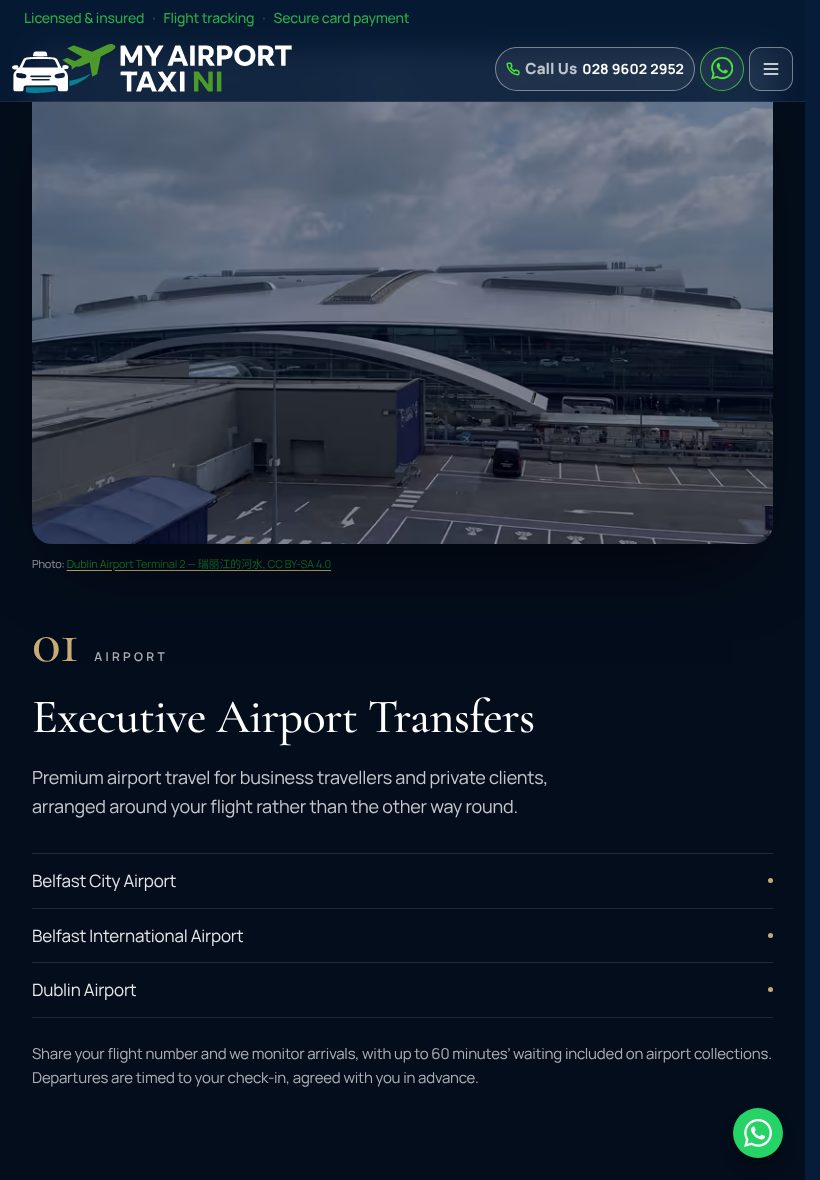 Licensed & insured · Flight tracking · Secure card payment
MY AIRPORT
TAXI NI
Call Us 028 9602 2952
Photo: Dublin Airport Terminal 2 — 瑞丽江的河水, CC BY-SA 4.0
01 AIRPORT
Executive Airport Transfers
Premium airport travel for business travellers and private clients,
arranged around your flight rather than the other way round.
Belfast City Airport
Belfast International Airport
Dublin Airport
Share your flight number and we monitor arrivals, with up to 60 minutes’ waiting included on airport collections.
Departures are timed to your check-in, agreed with you in advance.